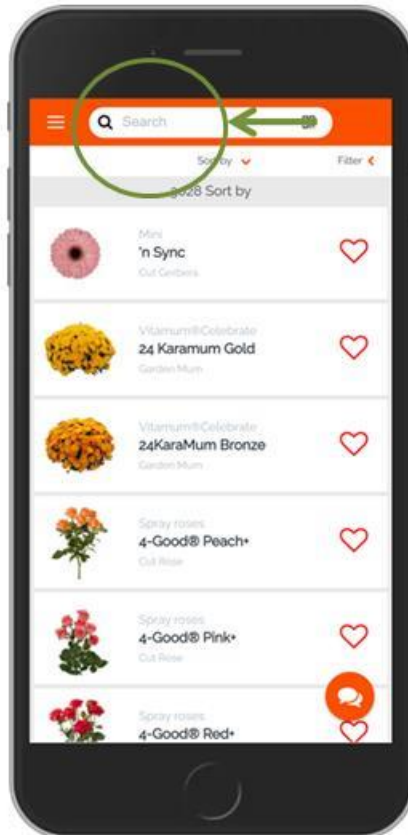 Search
Sort by
Filter
3028 Sort by
Mini
'n Sync
Cut Gerbera
Vitamum®Celebrate
24 Karamum Gold
Garden Mum
Vitamum®Celebrate
24KaraMum Bronze
Garden Mum
Spray roses
4-Good® Peach+
Cut Rose
Spray roses
4-Good® Pink+
Cut Rose
Spray roses
4-Good® Red+